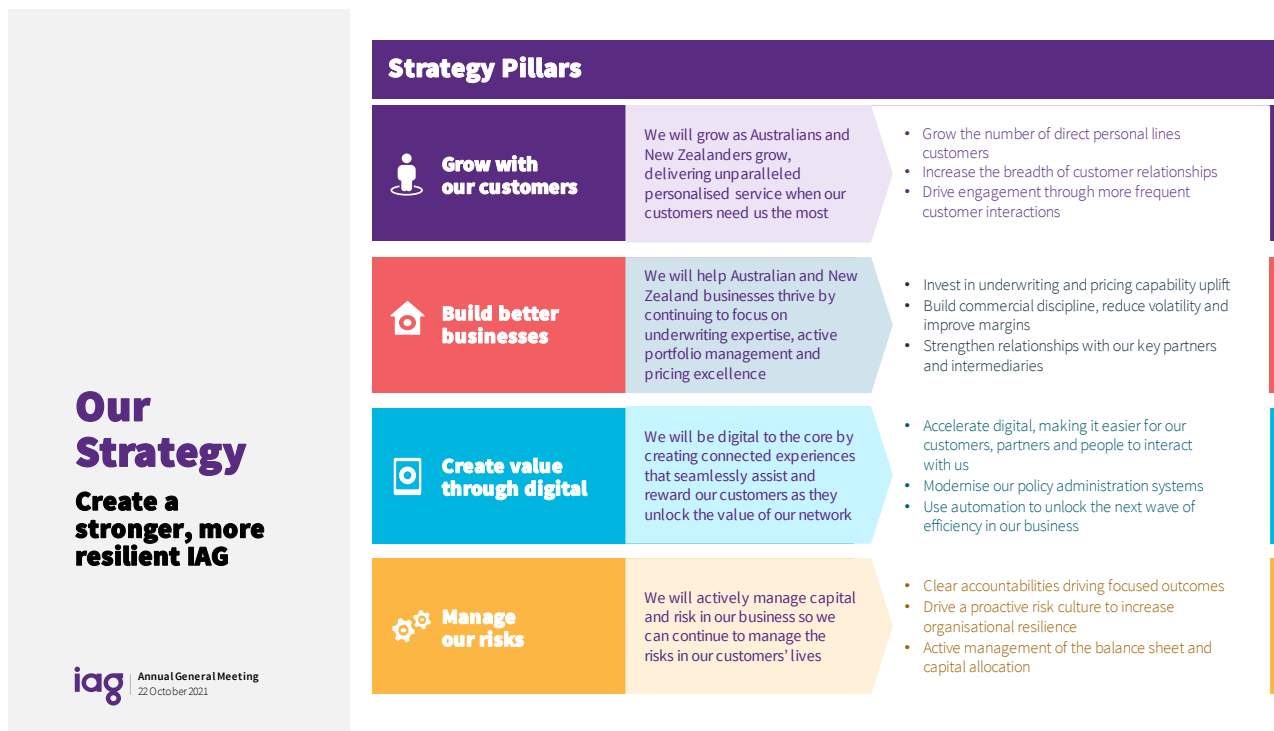 Our
Strategy
Create a
stronger, more
resilient IAG
iag
Annual General Meeting
22 October 2021
Strategy Pillars
Grow with
our customers
We will grow as Australians and
New Zealanders grow,
delivering unparalleled
personalised service when our
customers need us the most
• Grow the number of direct personal lines
customers
• Increase the breadth of customer relationships
• Drive engagement through more frequent
customer interactions
Build better
businesses
We will help Australian and New
Zealand businesses thrive by
continuing to focus on
underwriting expertise, active
portfolio management and
pricing excellence
• Invest in underwriting and pricing capability uplift
• Build commercial discipline, reduce volatility and
improve margins
• Strengthen relationships with our key partners
and intermediaries
Create value
through digital
We will be digital to the core by
creating connected experiences
that seamlessly assist and
reward our customers as they
unlock the value of our network
• Accelerate digital, making it easier for our
customers, partners and people to interact
with us
• Modernise our policy administration systems
• Use automation to unlock the next wave of
efficiency in our business
Manage
our risks
We will actively manage capital
and risk in our business so we
can continue to manage the
risks in our customers’ lives
• Clear accountabilities driving focused outcomes
• Drive a proactive risk culture to increase
organisational resilience
• Active management of the balance sheet and
capital allocation